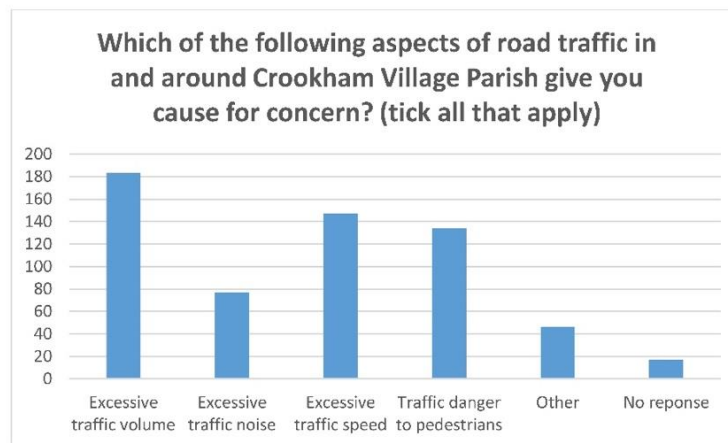 Which of the following aspects of road traffic in
and around Crookham Village Parish give you
cause for concern? (tick all that apply)
200
180
160
140
120
100
80
60
40
20
0
Excessive
traffic volume
Excessive
traffic noise
Excessive
traffic speed
Traffic danger
to pedestrians
Other
No reponse